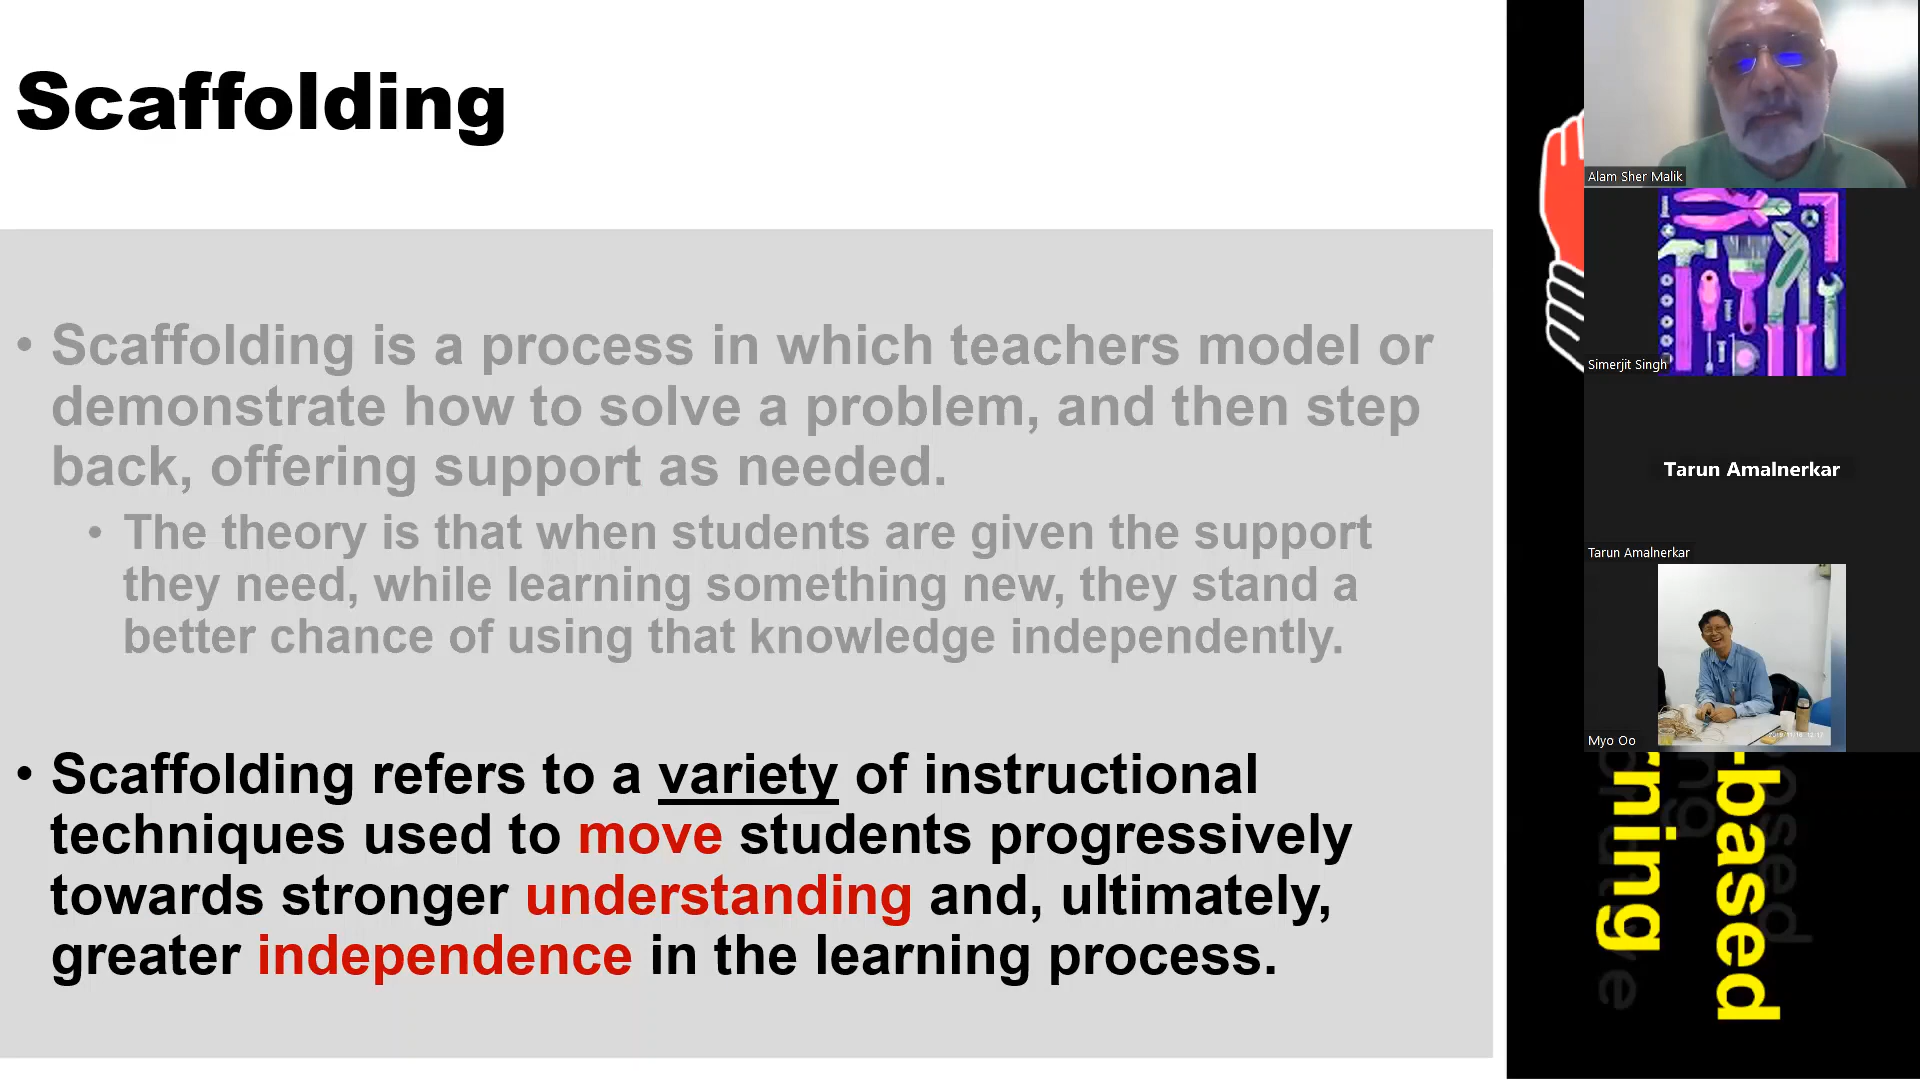 Scaffolding
• Scaffolding is a process in which teachers model or
demonstrate how to solve a problem, and then step
back, offering support as needed.
• The theory is that when students are given the support
they need, while learning something new, they stand a
better chance of using that knowledge independently.
• Scaffolding refers to a variety of instructional
techniques used to move students progressively
towards stronger understanding and, ultimately,
greater independence in the learning process.
Alam Sher Malik
Simerjit Singh
Tarun Amalnerkar
Tarun Amalnerkar
Myo Oo
-based
rning